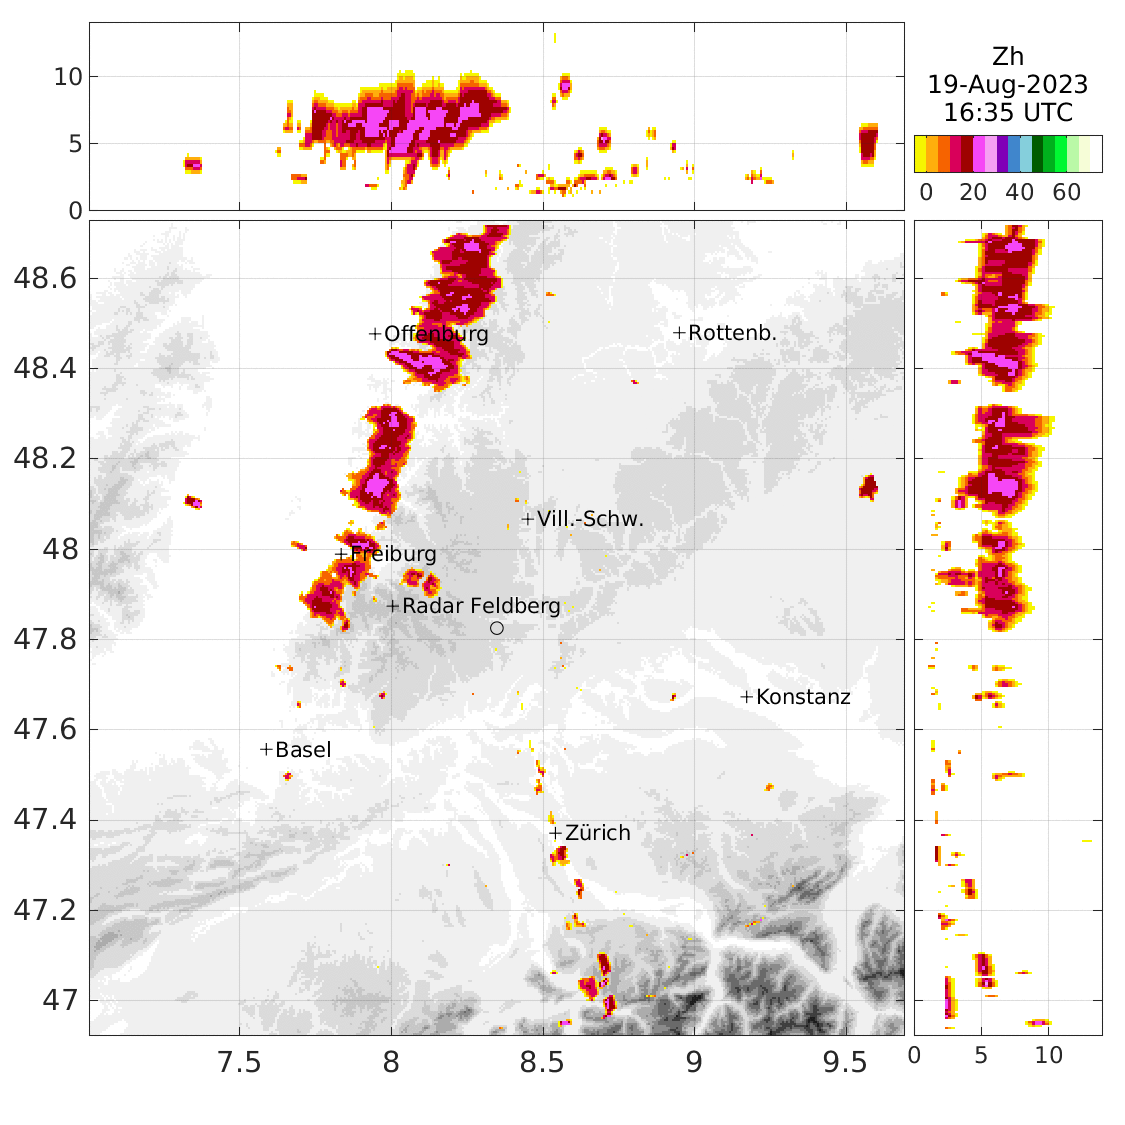 10
5
0
Zh
19-Aug-2023
16:35 UTC
0 20 40 60
48.6
48.4
48.2
48
47.8
47.6
47.4
47.2
47
Offenburg
Rottenb.
Vill.-Schw.
Freiburg
Radar Feldberg
Konstanz
Basel
Zürich
7.5 8 8.5 9 9.5
0 5 10